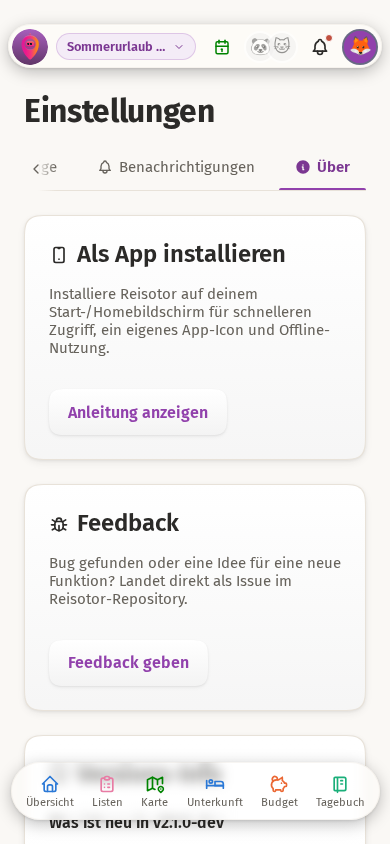 Sommerurlaub ...
Einstellungen
ge
Benachrichtigungen
Über
Als App installieren
Installiere Reisotor auf deinem
Start-/Homebildschirm für schnelleren
Zugriff, ein eigenes App-Icon und Offline-
Nutzung.
Anleitung anzeigen
Feedback
Bug gefunden oder eine Idee für eine neue
Funktion? Landet direkt als Issue im
Reisotor-Repository.
Feedback geben
Übersicht
Listen
Karte
Unterkunft
Budget
Tagebuch
Was ist neu in v2.1.0-dev